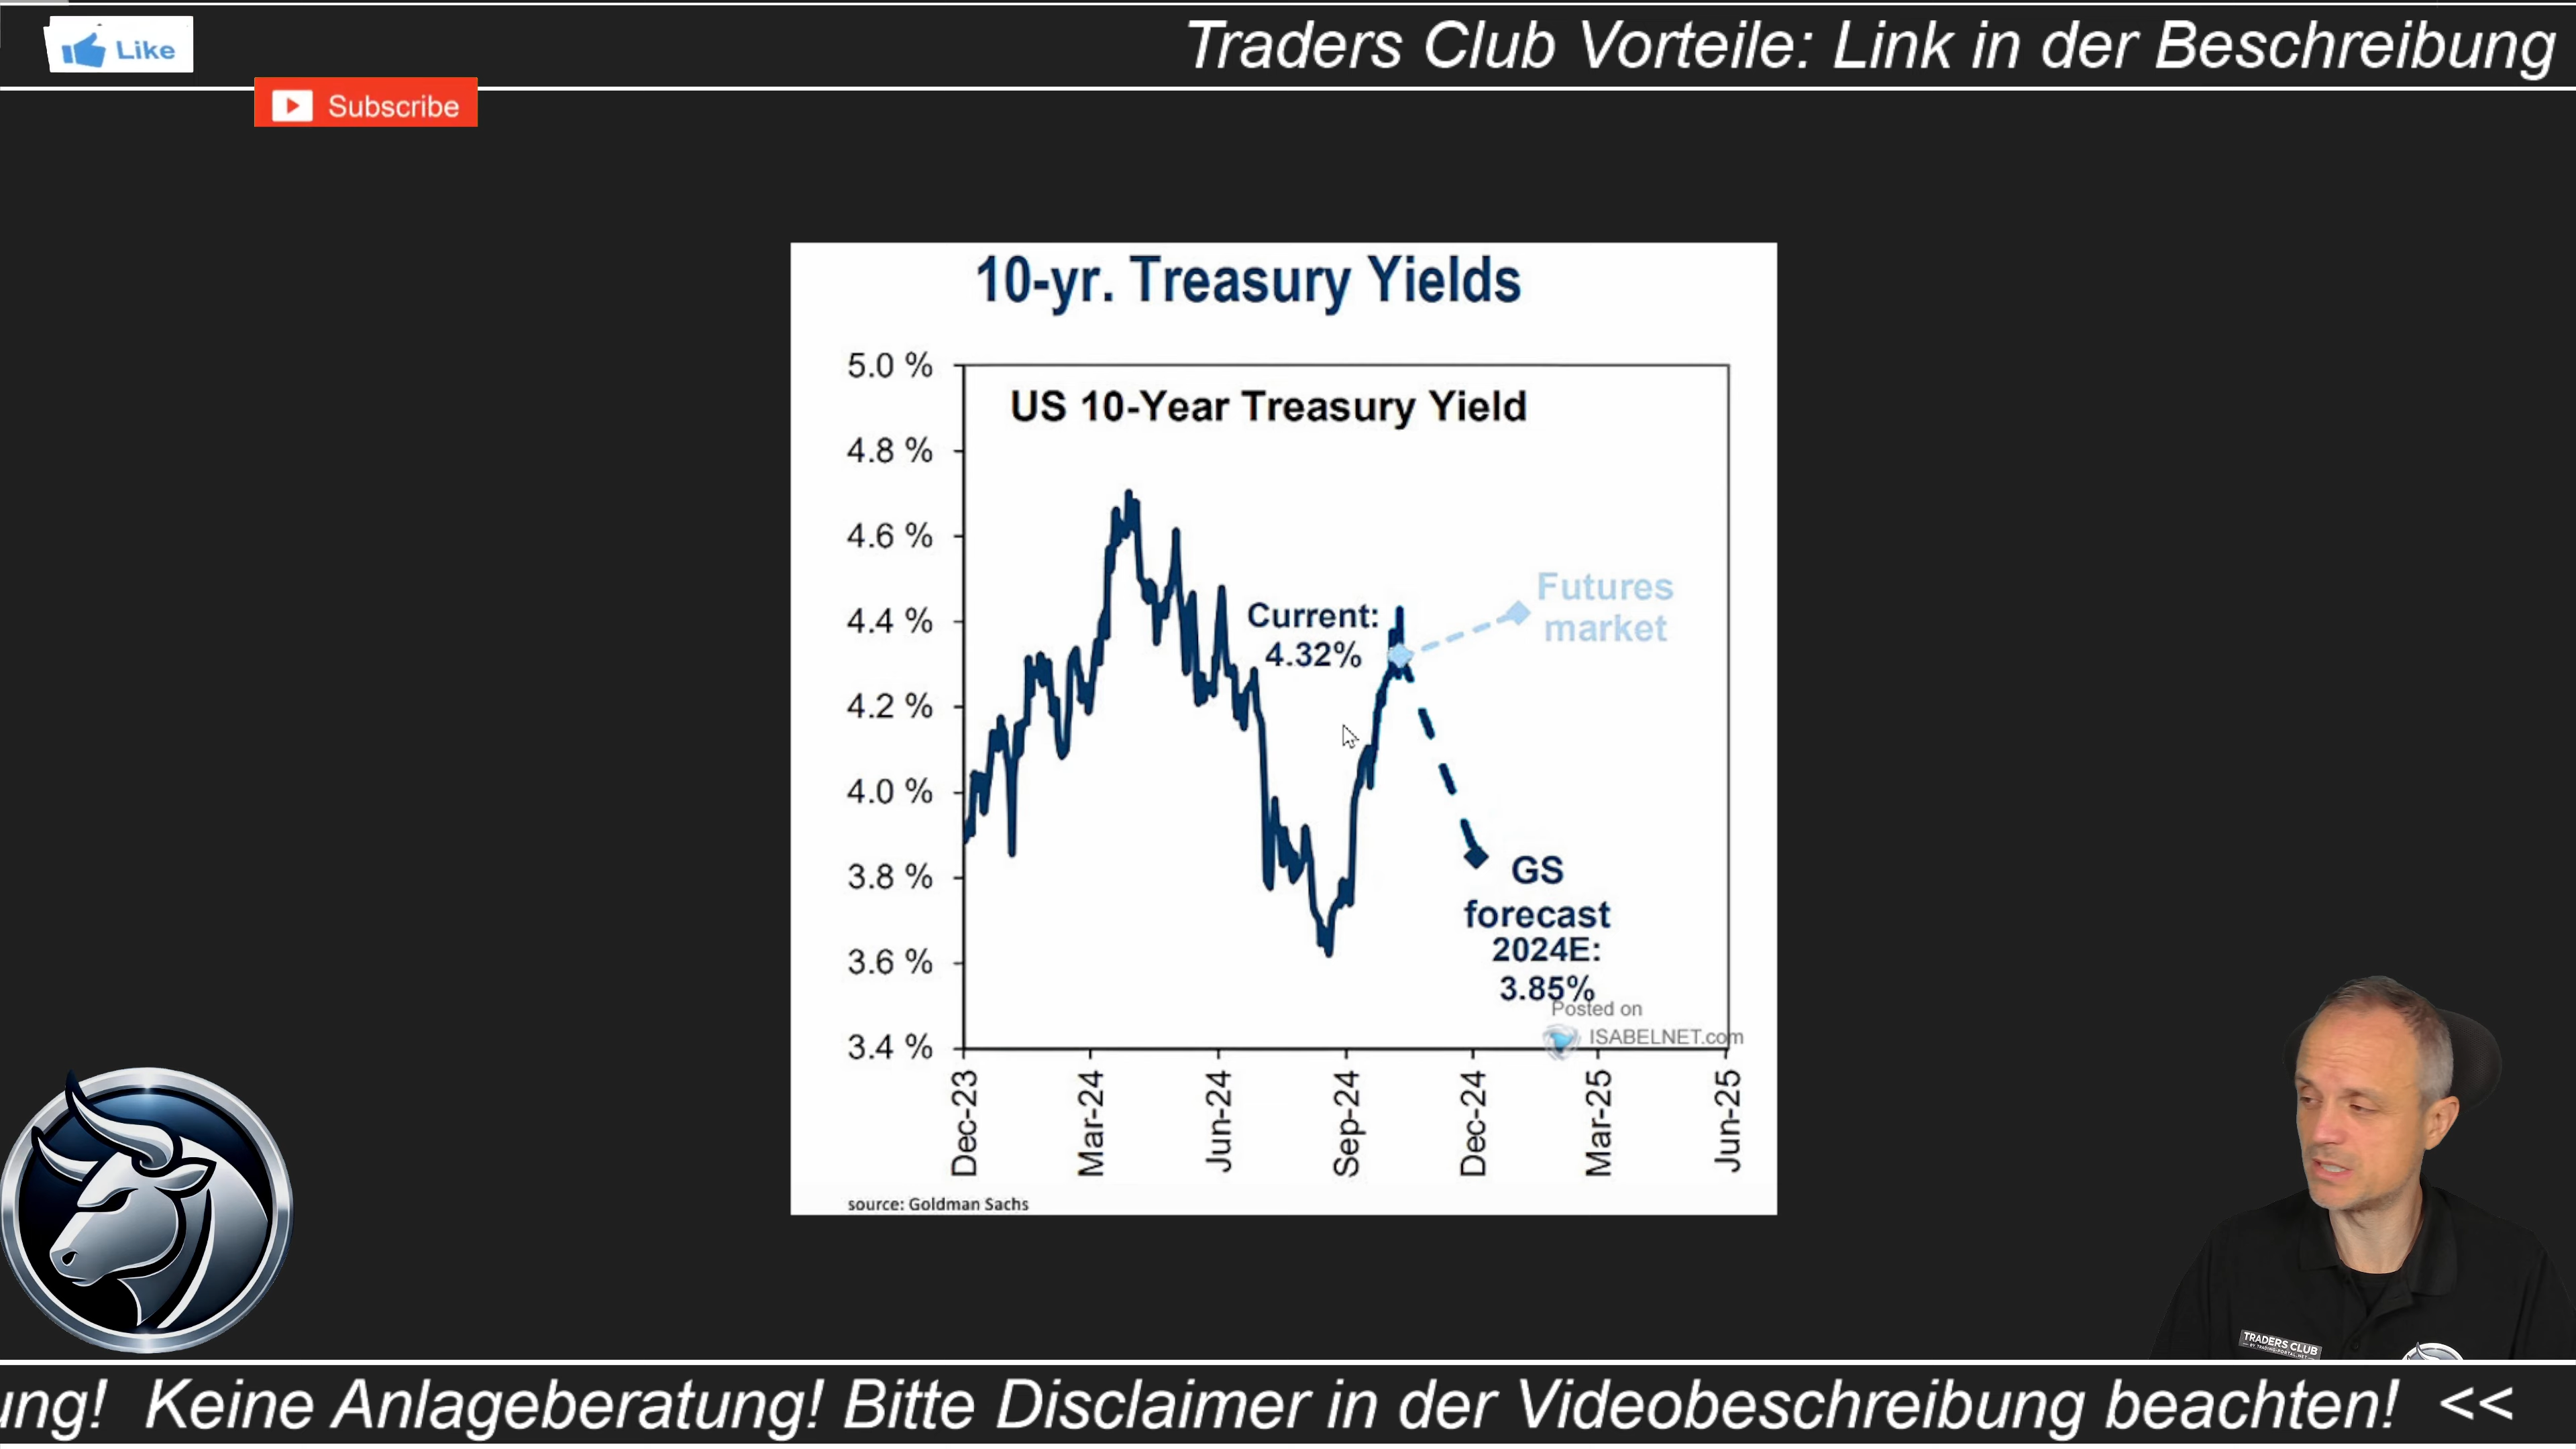 Like
Traders Club Vorteile: Link in der Beschreibung
Subscribe
10-yr. Treasury Yields
US 10-Year Treasury Yield
5.0 %
4.8 %
4.6 %
4.4 %
4.2 %
4.0 %
3.8 %
3.6 %
3.4 %
Current:
4.32%
Futures
market
GS
forecast
2024E:
3.85%
Posted on
ISABELNET.com
Dec-23
Mar-24
Jun-24
Sep-24
Dec-24
Mar-25
Jun-25
source: Goldman Sachs
TRADERS CLUB
ung! Keine Anlageberatung! Bitte Disclaimer in der Videobeschreibung beachten! <<